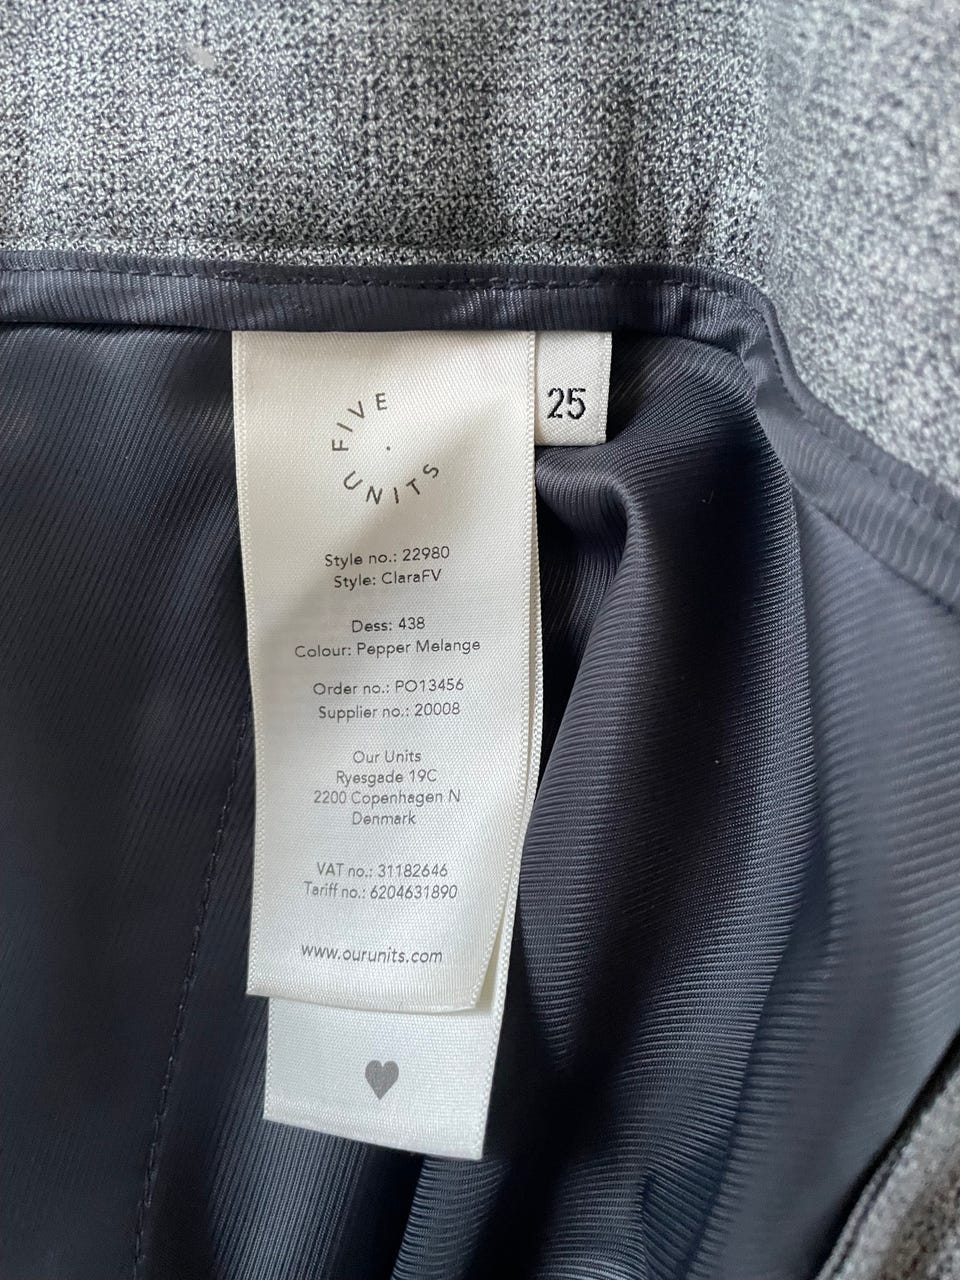 FIVE
UNITS
25
Style no.: 22980
Style: ClaraFV
Dess: 438
Colour: Pepper Melange
Order no.: PO13456
Supplier no.: 20008
Our Units
Ryesgade 19C
2200 Copenhagen N
Denmark
VAT no.: 31182646
Tariff no.: 6204631890
www.ourunits.com